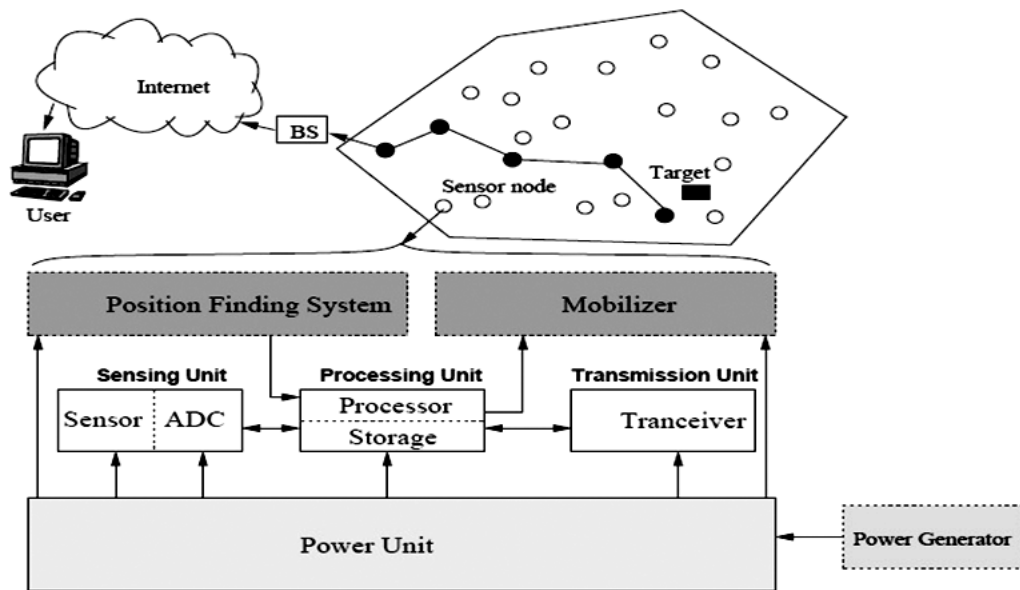 Internet
BS
User
Sensor node
Target
Position Finding System
Mobilizer
Sensing Unit
Processing Unit
Transmission Unit
Sensor
ADC
Processor
Storage
Tranceiver
Power Unit
Power Generator